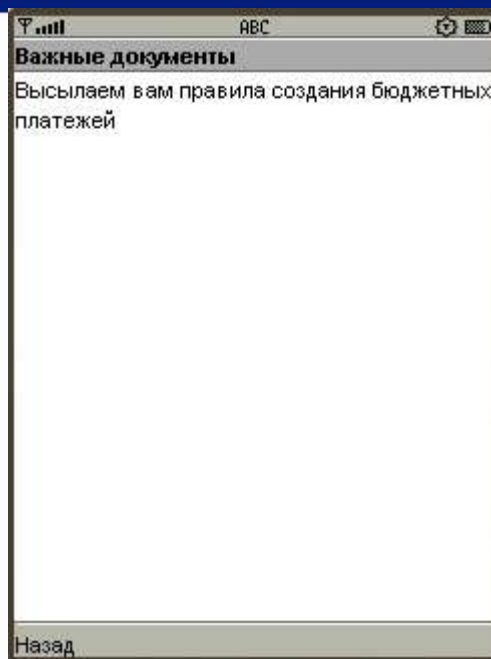 ABC
Важные документы
Высылаем вам правила создания бюджетных
платежей
Назад